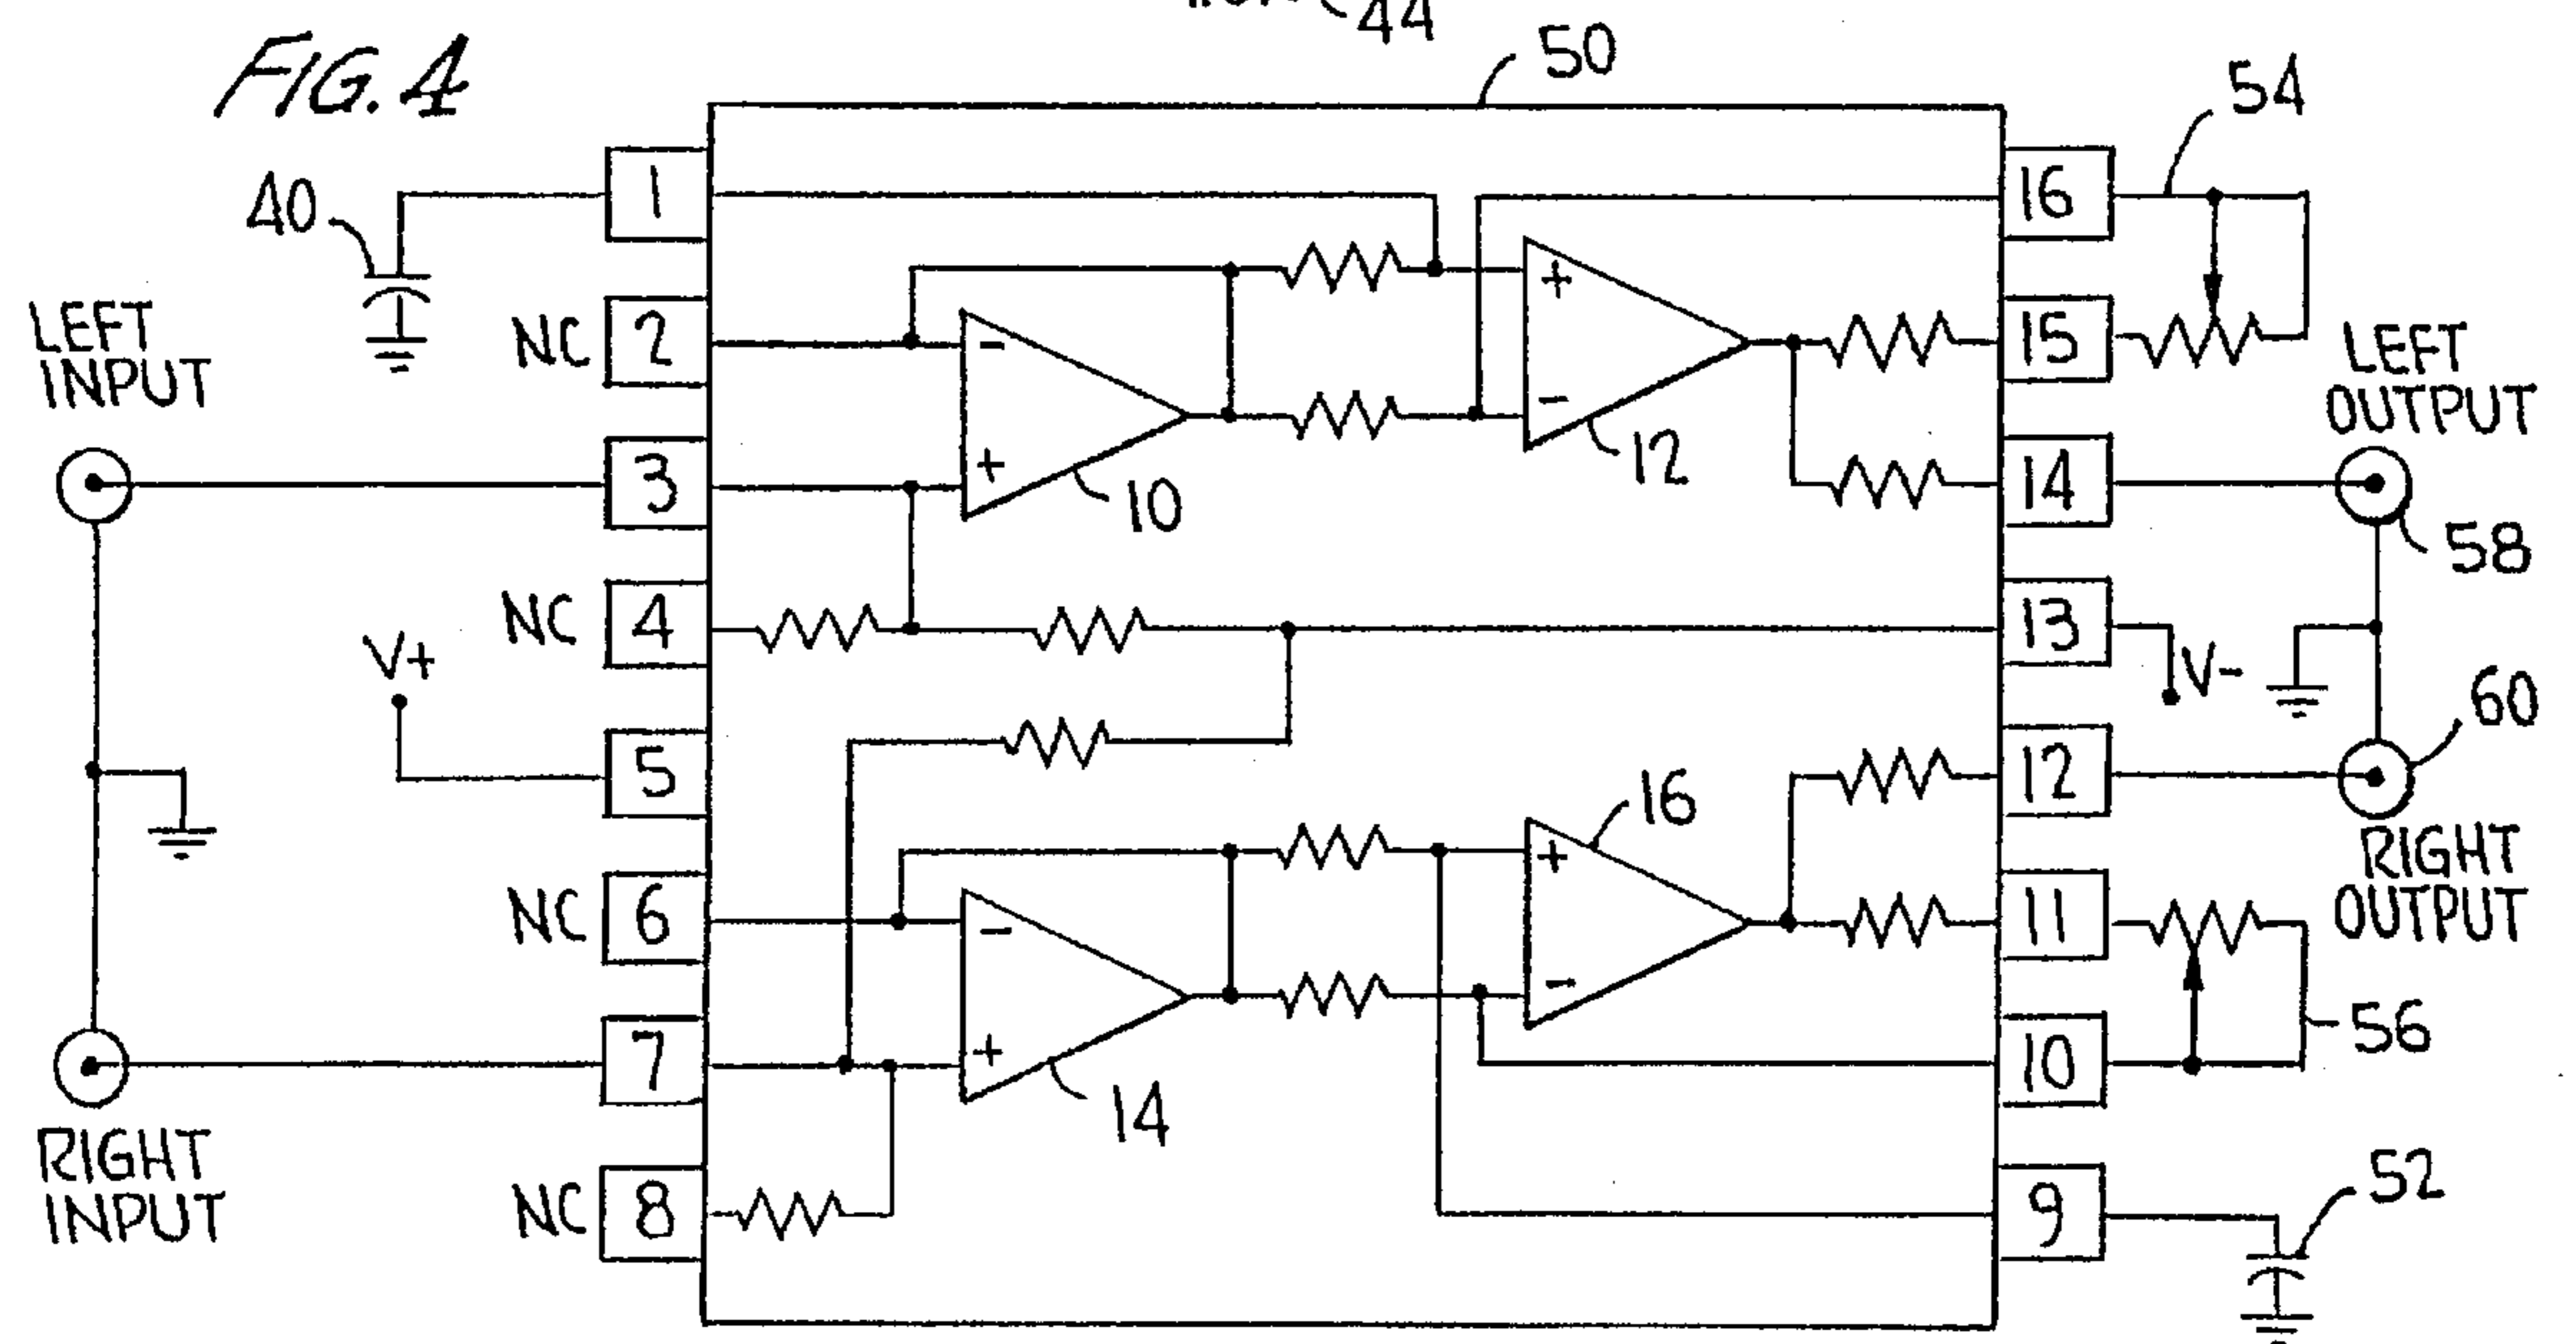 44
FIG. 4
50
54
40
1
16
LEFT
INPUT
NC
2
+
-
15
LEFT
OUTPUT
3
+
-
10
12
14
58
NC
4
13
V+
V-
5
12
60
16
RIGHT
OUTPUT
NC
6
-
+
11
56
7
+
-
14
10
RIGHT
INPUT
NC
8
9
52